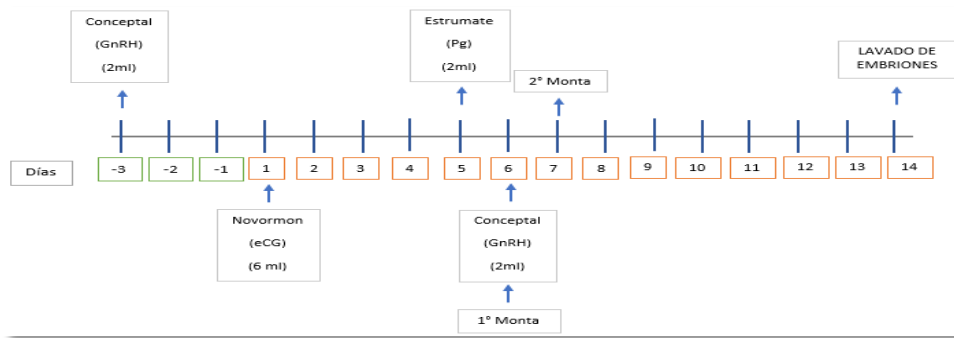 Conceptal
(GnRH)
(2ml)
Estrumate
(Pg)
(2ml)
2° Monta
LAVADO DE
EMBRIONES
Días
-3 -2 -1 1 2 3 4 5 6 7 8 9 10 11 12 13 14
Novormon
(eCG)
(6 ml)
Conceptal
(GnRH)
(2ml)
1° Monta